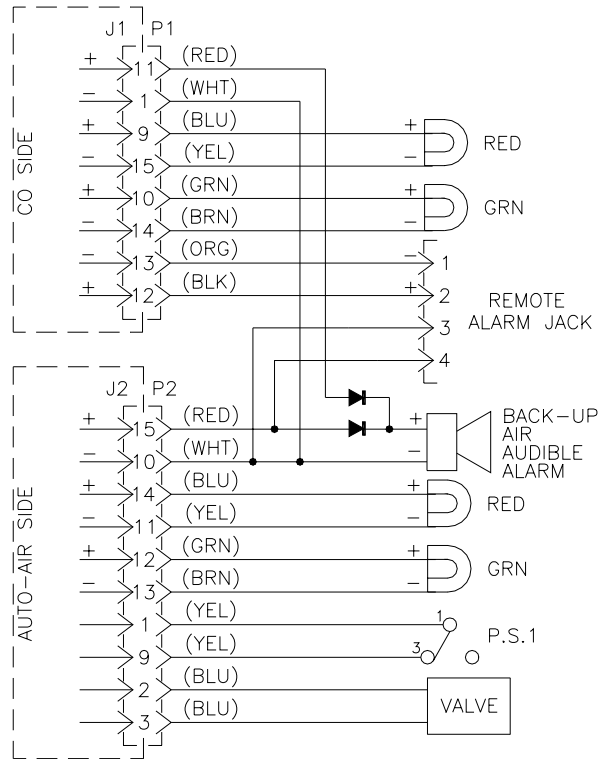 J1 P1
+ 11 (RED)
− 1 (WHT)
+ 9 (BLU) + RED
− 15 (YEL) −
+ 10 (GRN) + GRN
− 14 (BRN) −
− 13 (ORG) − 1
+ 12 (BLK) + 2
3
4
REMOTE
ALARM JACK
CO SIDE
J2 P2
+ 15 (RED) +
− 10 (WHT) −
BACK-UP
AIR
AUDIBLE
ALARM
+ 14 (BLU) + RED
− 11 (YEL) −
+ 12 (GRN) + GRN
− 13 (BRN) −
1 (YEL) 1 P.S.1
9 (YEL) 3
2 (BLU)
3 (BLU)
VALVE
AUTO-AIR SIDE